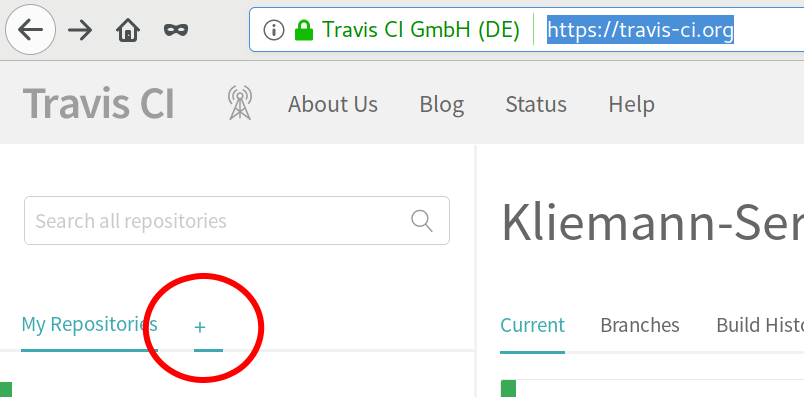 Travis CI GmbH (DE) https://travis-ci.org
Travis CI About Us Blog Status Help
Search all repositories
Kliemann-Ser
My Repositories +
Current Branches Build Histo